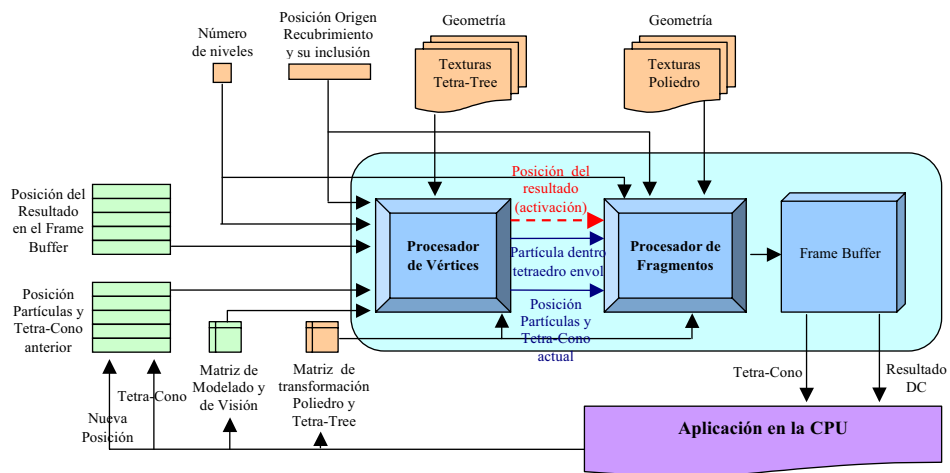 Número
de niveles
Posición Origen
Recubrimiento
y su inclusión
Geometría
Texturas
Tetra-Tree
Geometría
Texturas
Poliedro
Posición del
Resultado
en el Frame
Buffer
Posición
Partículas y
Tetra-Cono
anterior
Procesador
de Vértices
Posición del
resultado
(activación)
Partícula dentro
tetraedro envol
Posición
Partículas y
Tetra-Cono
actual
Procesador de
Fragmentos
Frame Buffer
Matriz de
Modelado y
de Visión
Matriz de
transformación
Poliedro y
Tetra-Tree
Tetra-Cono
Nueva
Posición
Tetra-Cono
Resultado
DC
Aplicación en la CPU